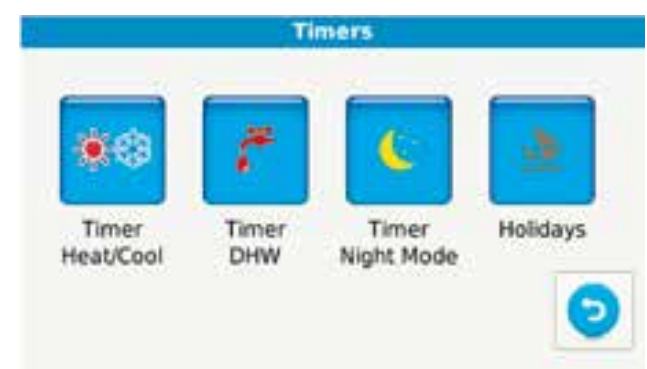 Timers
Timer
Heat/Cool
Timer
DHW
Timer
Night Mode
Holidays